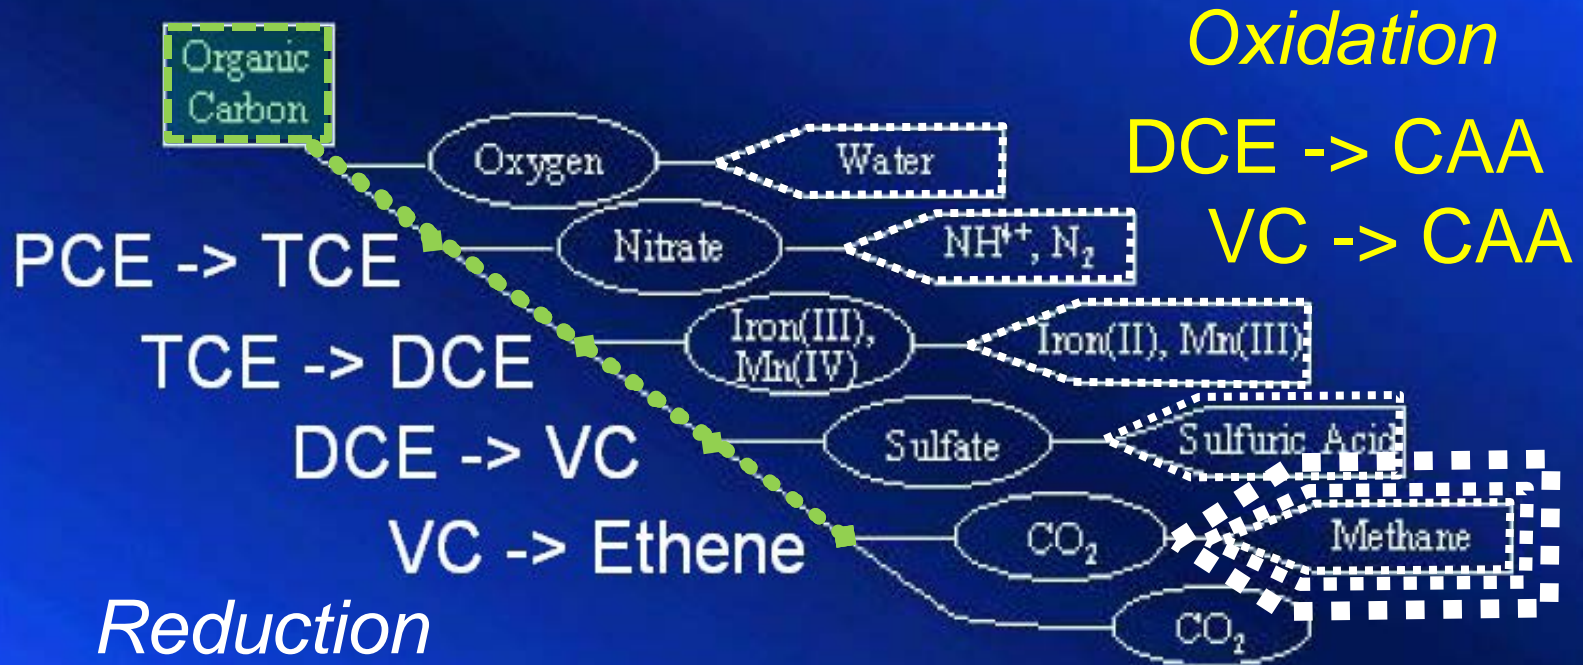 Oxidation
Organic
Carbon
Oxygen
Water
DCE -> CAA
PCE -> TCE
Nitrate
NH⁴⁺, N₂
VC -> CAA
TCE -> DCE
Iron(III),
Mn(IV)
Iron(II), Mn(III)
DCE -> VC
Sulfate
Sulfuric Acid
VC -> Ethene
CO₂
Methane
Reduction
CO₂